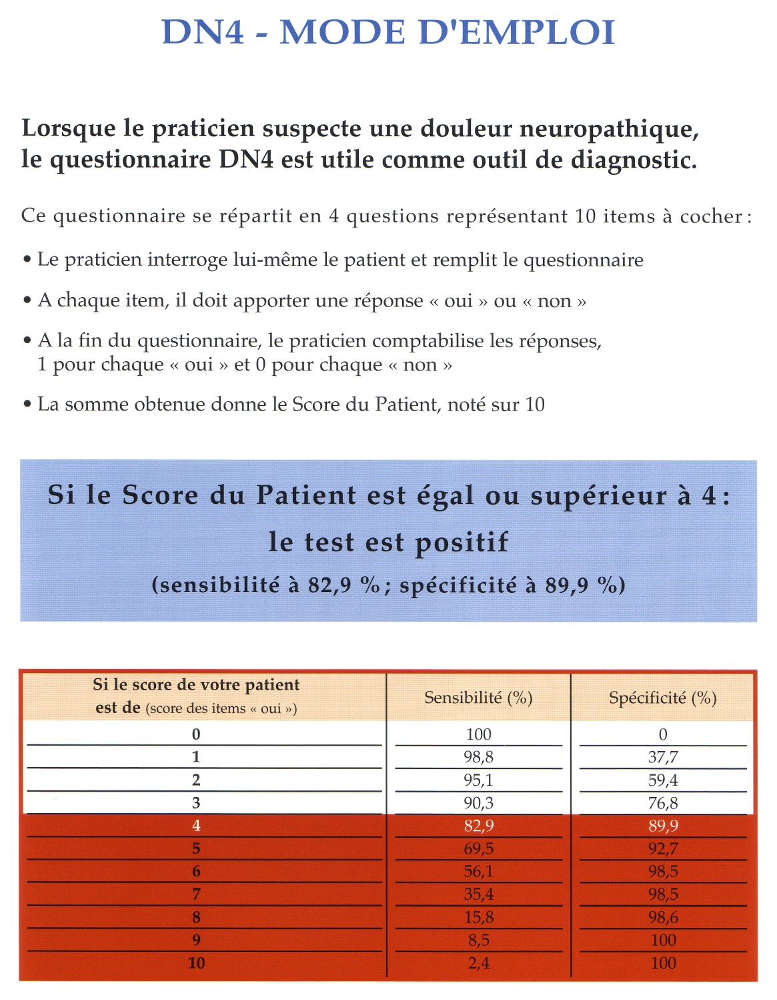 DN4 - MODE D'EMPLOI
Lorsque le praticien suspecte une douleur neuropathique,
le questionnaire DN4 est utile comme outil de diagnostic.
Ce questionnaire se répartit en 4 questions représentant 10 items à cocher :
• Le praticien interroge lui-même le patient et remplit le questionnaire
• A chaque item, il doit apporter une réponse « oui » ou « non »
• A la fin du questionnaire, le praticien comptabilise les réponses,
1 pour chaque « oui » et 0 pour chaque « non »
• La somme obtenue donne le Score du Patient, noté sur 10
Si le Score du Patient est égal ou supérieur à 4 :
le test est positif
(sensibilité à 82,9 % ; spécificité à 89,9 %)
Si le score de votre patient
est de (score des items « oui ») Sensibilité (%) Spécificité (%)
0 100 0
1 98,8 37,7
2 95,1 59,4
3 90,3 76,8
4 82,9 89,9
5 69,5 92,7
6 56,1 98,5
7 35,4 98,5
8 15,8 98,6
9 8,5 100
10 2,4 100